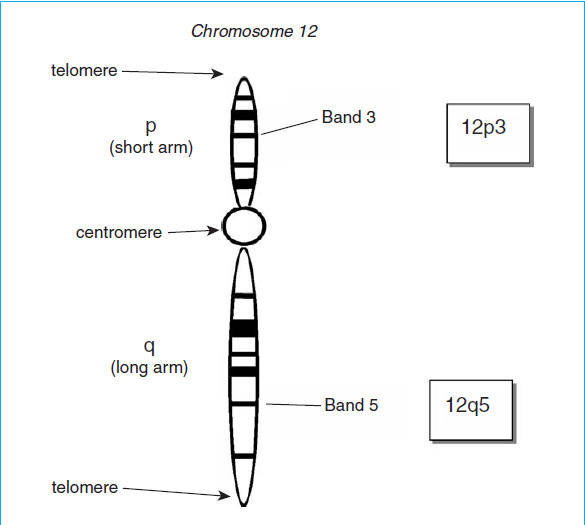 Chromosome 12
telomere
Band 3
12p3
p
(short arm)
centromere
q
(long arm)
Band 5
12q5
telomere